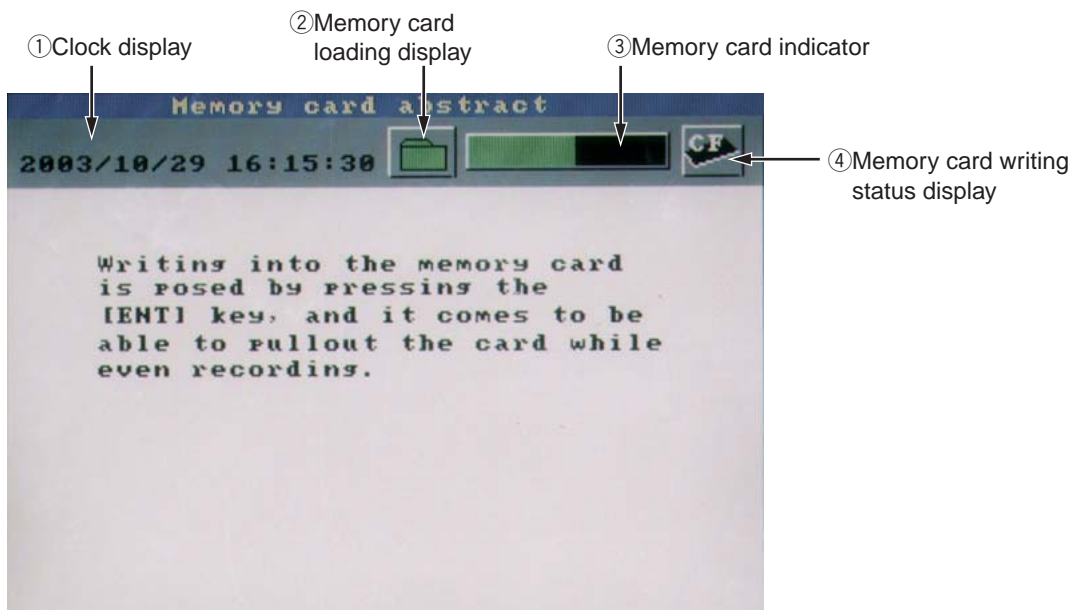 ①Clock display
②Memory card
loading display
③Memory card indicator
Memory card abstract
2003/10/29 16:15:30
CF
④Memory card writing
status display
Writing into the memory card
is posed by pressing the
[ENT] key, and it comes to be
able to pullout the card while
even recording.